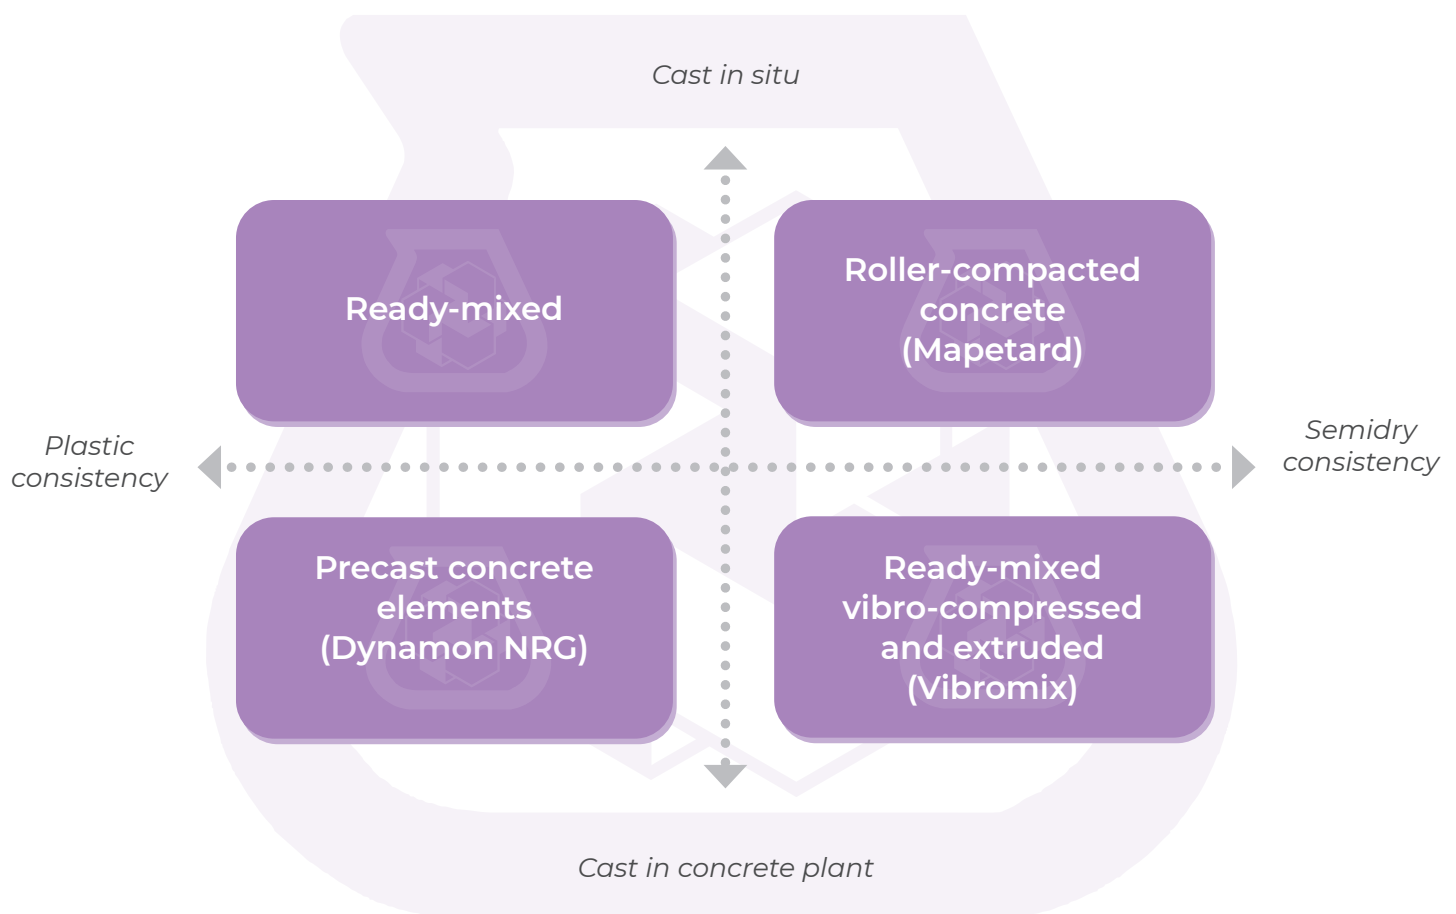 Cast in situ
Ready-mixed
Roller-compacted
concrete
(Mapetard)
Plastic
consistency
Semidry
consistency
Precast concrete
elements
(Dynamon NRG)
Ready-mixed
vibro-compressed
and extruded
(Vibromix)
Cast in concrete plant